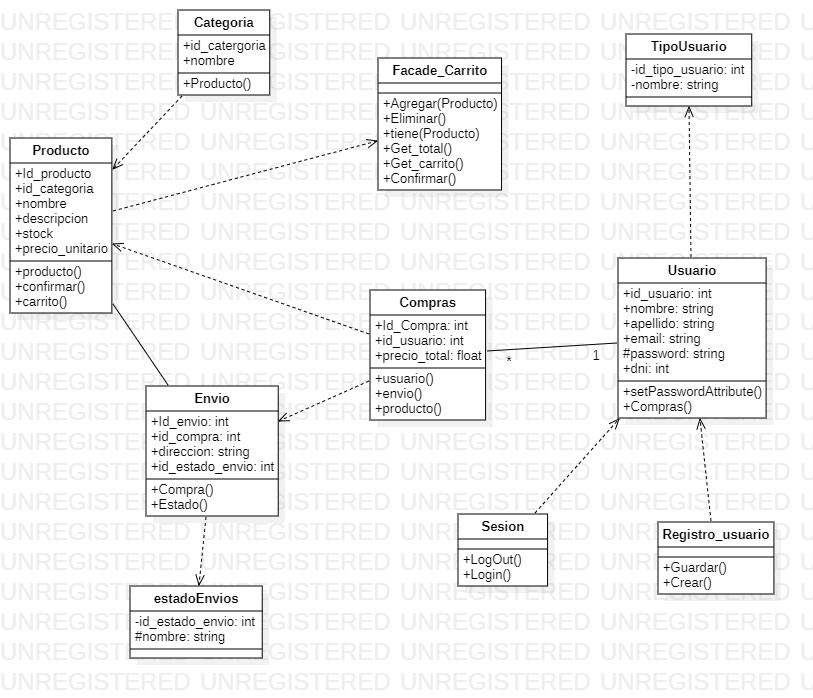 Categoria
+id_catergoria
+nombre
+Producto()
Facade_Carrito
+Agregar(Producto)
+Eliminar()
+tiene(Producto)
+Get_total()
+Get_carrito()
+Confirmar()
TipoUsuario
-id_tipo_usuario: int
-nombre: string
Producto
+Id_producto
+id_categoria
+nombre
+descripcion
+stock
+precio_unitario
+producto()
+confirmar()
+carrito()
Compras
+Id_Compra: int
+id_usuario: int
+precio_total: float
+usuario()
+envio()
+producto()
*
1
Usuario
+id_usuario: int
+nombre: string
+apellido: string
+email: string
#password: string
+dni: int
+setPasswordAttribute()
+Compras()
Envio
+Id_envio: int
+id_compra: int
+direccion: string
+id_estado_envio: int
+Compra()
+Estado()
Sesion
+LogOut()
+Login()
Registro_usuario
+Guardar()
+Crear()
estadoEnvios
-id_estado_envio: int
#nombre: string
UNREGISTERED